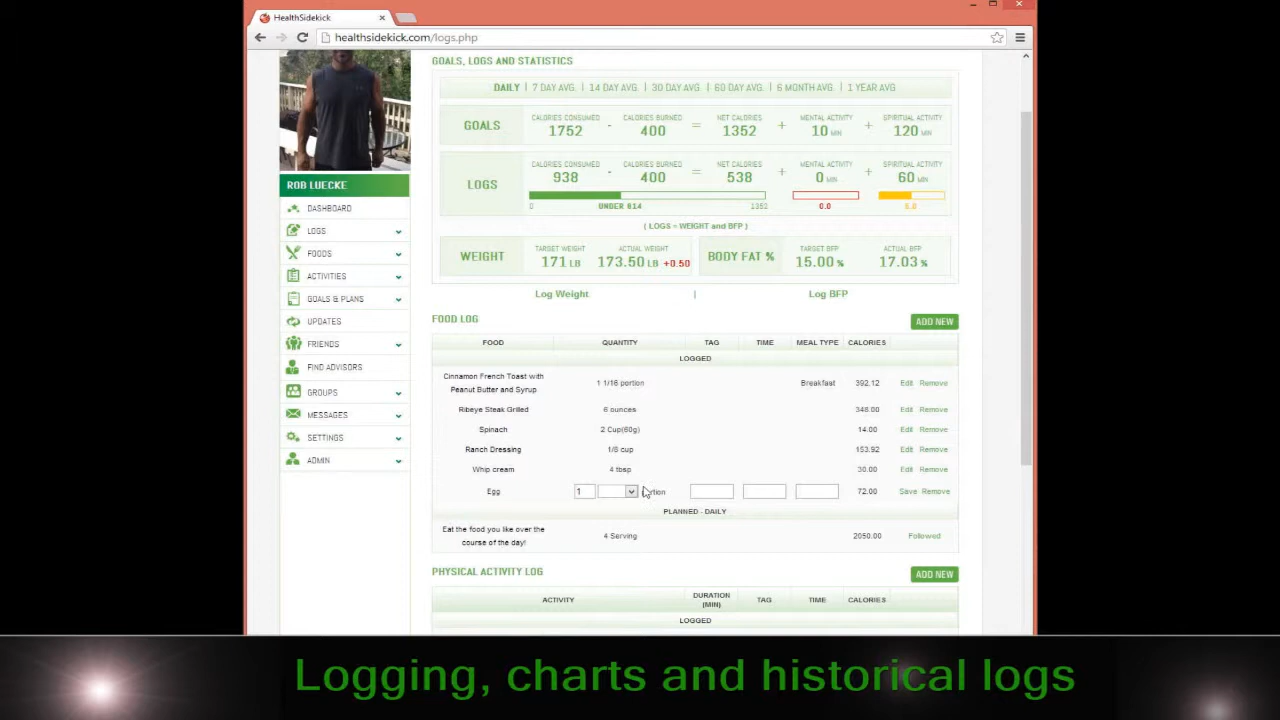 HealthSidekick
healthsidekick.com/logs.php
GOALS, LOGS AND STATISTICS
DAILY | 7 DAY AVG. | 14 DAY AVG. | 30 DAY AVG. | 60 DAY AVG. | 6 MONTH AVG. | 1 YEAR AVG
GOALS
CALORIES CONSUMED CALORIES BURNED NET CALORIES MENTAL ACTIVITY SPIRITUAL ACTIVITY
1752 - 400 = 1352 + 10 MIN + 120 MIN
LOGS
CALORIES CONSUMED CALORIES BURNED NET CALORIES MENTAL ACTIVITY SPIRITUAL ACTIVITY
938 - 400 = 538 + 0 MIN + 60 MIN
0 UNDER 814 1352 0.0 5.0
( LOGS = WEIGHT and BFP )
WEIGHT
TARGET WEIGHT ACTUAL WEIGHT
171 LB 173.50 LB +0.50
BODY FAT %
TARGET BFP ACTUAL BFP
15.00 % 17.03 %
Log Weight | Log BFP
ROB LUECKE
DASHBOARD
LOGS
FOODS
ACTIVITIES
GOALS & PLANS
UPDATES
FRIENDS
FIND ADVISORS
GROUPS
MESSAGES
SETTINGS
ADMIN
FOOD LOG ADD NEW
FOOD QUANTITY TAG TIME MEAL TYPE CALORIES
LOGGED
Cinnamon French Toast with
Peanut Butter and Syrup 1 1/16 portion Breakfast 392.12 Edit Remove
Ribeye Steak Grilled 6 ounces 348.00 Edit Remove
Spinach 2 Cup(60g) 14.00 Edit Remove
Ranch Dressing 1/8 cup 153.92 Edit Remove
Whip cream 4 tbsp 30.00 Edit Remove
Egg 1 72.00 Save Remove
PLANNED - DAILY
Eat the food you like over the
course of the day! 4 Serving 2050.00 Followed
PHYSICAL ACTIVITY LOG ADD NEW
ACTIVITY DURATION (MIN) TAG TIME CALORIES
LOGGED
Logging, charts and historical logs